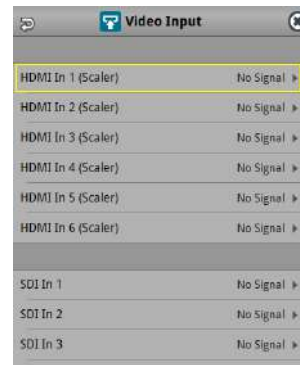 Video Input
HDMI In 1 (Scaler) No Signal
HDMI In 2 (Scaler) No Signal
HDMI In 3 (Scaler) No Signal
HDMI In 4 (Scaler) No Signal
HDMI In 5 (Scaler) No Signal
HDMI In 6 (Scaler) No Signal
SDI In 1 No Signal
SDI In 2 No Signal
SDI In 3 No Signal